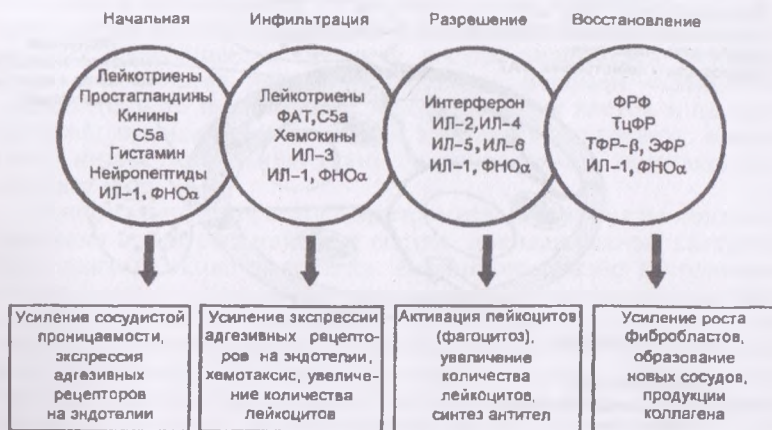 Начальная
Инфильтрация
Разрешение
Восстановление
Лейкотриены
Простагландины
Кинины
C5a
Гистамин
Нейропептиды
ИЛ–1, ФНОα
Лейкотриены
ФАТ,C5a
Хемокины
ИЛ–3
ИЛ–1, ФНОα
Интерферон
ИЛ–2,ИЛ–4
ИЛ–5, ИЛ–6
ИЛ–1, ФНОα
ФРФ
ТцФР
ТФР–β, ЭФР
ИЛ–1, ФНОα
Усиление сосудистой
проницаемости,
экспрессия
адгезивных
рецепторов
на эндотелии
Усиление экспрессии
адгезивных рецепто-
ров на эндотелии,
хемотаксис, увеличе-
ние количества
лейкоцитов
Активация лейкоцитов
(фагоцитоз),
увеличение
количества
лейкоцитов,
синтез антител
Усиление роста
фибробластов,
образование
новых сосудов,
продукции
коллагена